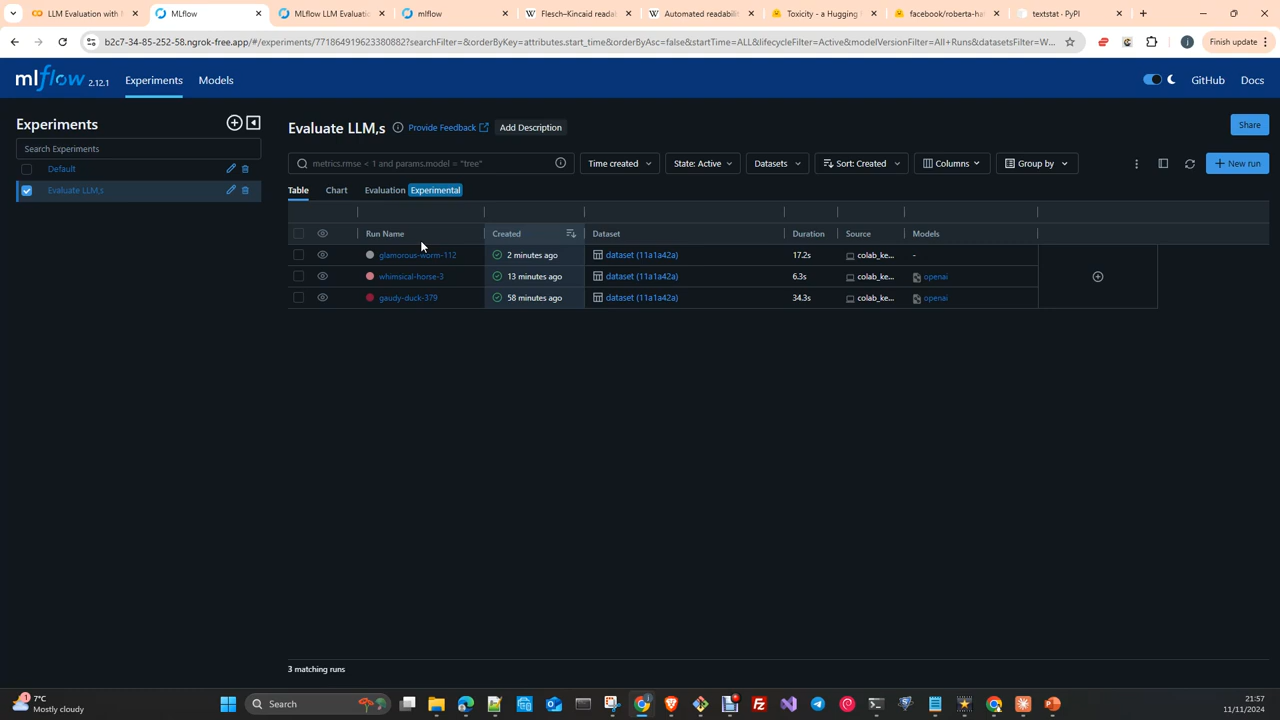 LLM Evaluation with M
MLflow
MLflow LLM Evaluatic
mlflow
Flesch–Kincaid readab
Automated readabilit
Toxicity - a Hugging
facebook/roberta-hat
textstat · PyPI
b2c7-34-85-252-58.ngrok-free.app/#/experiments/771864919623380882?searchFilter=&orderByKey=attributes.start_time&orderByAsc=false&startTime=ALL&lifecycleFilter=Active&modelVersionFilter=All+Runs&datasetsFilter=W...
Finish update
mlflow 2.12.1
Experiments
Models
GitHub
Docs
Experiments
Search Experiments
Default
Evaluate LLM,s
Evaluate LLM,s
Provide Feedback
Add Description
Share
metrics.rmse < 1 and params.model = "tree"
Time created
State: Active
Datasets
Sort: Created
Columns
Group by
New run
Table
Chart
Evaluation
Experimental
Run Name
Created
Dataset
Duration
Source
Models
glamorous-worm-112
2 minutes ago
dataset (11a1a42a)
17.2s
colab_ke...
-
whimsical-horse-3
13 minutes ago
dataset (11a1a42a)
6.3s
colab_ke...
openai
gaudy-duck-379
58 minutes ago
dataset (11a1a42a)
34.3s
colab_ke...
openai
3 matching runs
7°C
Mostly cloudy
Search
21:57
11/11/2024